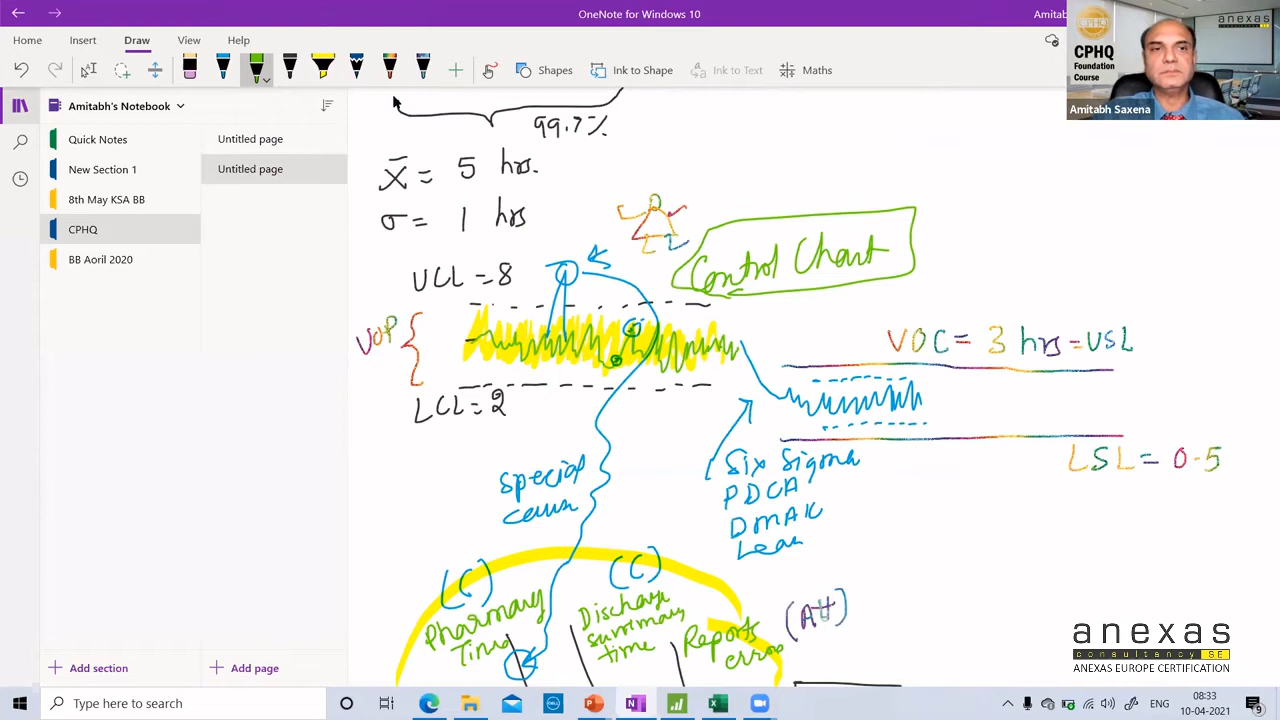 OneNote for Windows 10
Amitab
Home Insert Draw View Help
Shapes Ink to Shape Ink to Text Maths
CPHQ
Foundation
Course
anexas
Amitabh Saxena
Amitabh's Notebook
Quick Notes
New Section 1
8th May KSA BB
CPHQ
BB Aoril 2020
Untitled page
Untitled page
99.7%
X̄ = 5 hrs.
σ = 1 hrs
UCL = 8
Control Chart
VOP
LCL = 2
VOC = 3 hrs = USL
LSL = 0.5
Special
cause
Six Sigma
PDCA
DMAIC
Lean
(C)
(C)
Pharmacy
Time
Discharge
summary
time
Reports
error
anexas
consultancy SE
ANEXAS EUROPE CERTIFICATION
Add section
Add page
Type here to search
DELL
ENG
08:33
10-04-2021
9